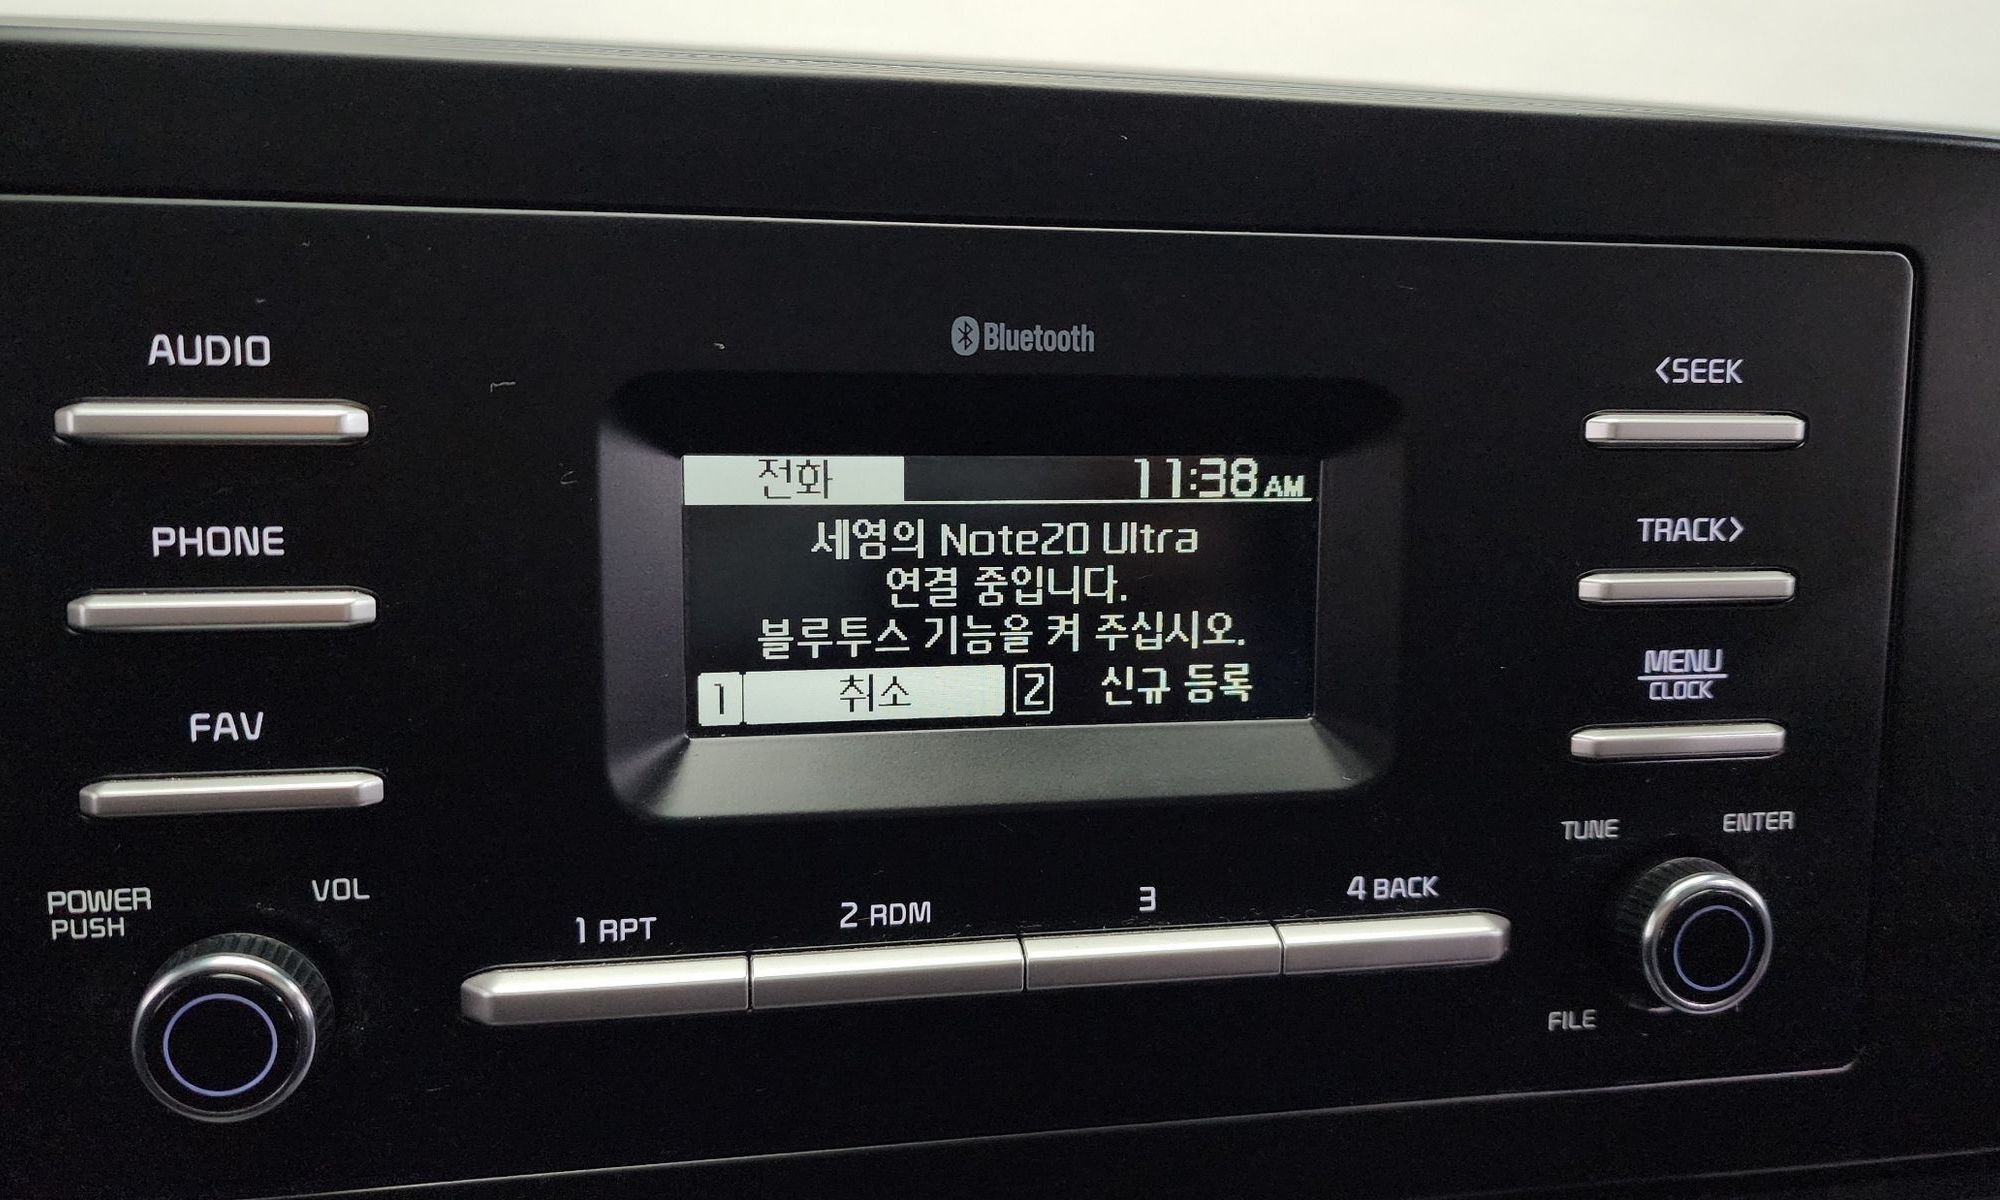 Bluetooth
AUDIO
PHONE
FAV
POWER
PUSH
VOL
전화 11:38 AM
세영의 Note20 Ultra
연결 중입니다.
블루투스 기능을 켜 주십시오.
1 취소 2 신규 등록
1 RPT
2 RDM
3
4 BACK
<SEEK
TRACK>
MENU
CLOCK
TUNE
ENTER
FILE